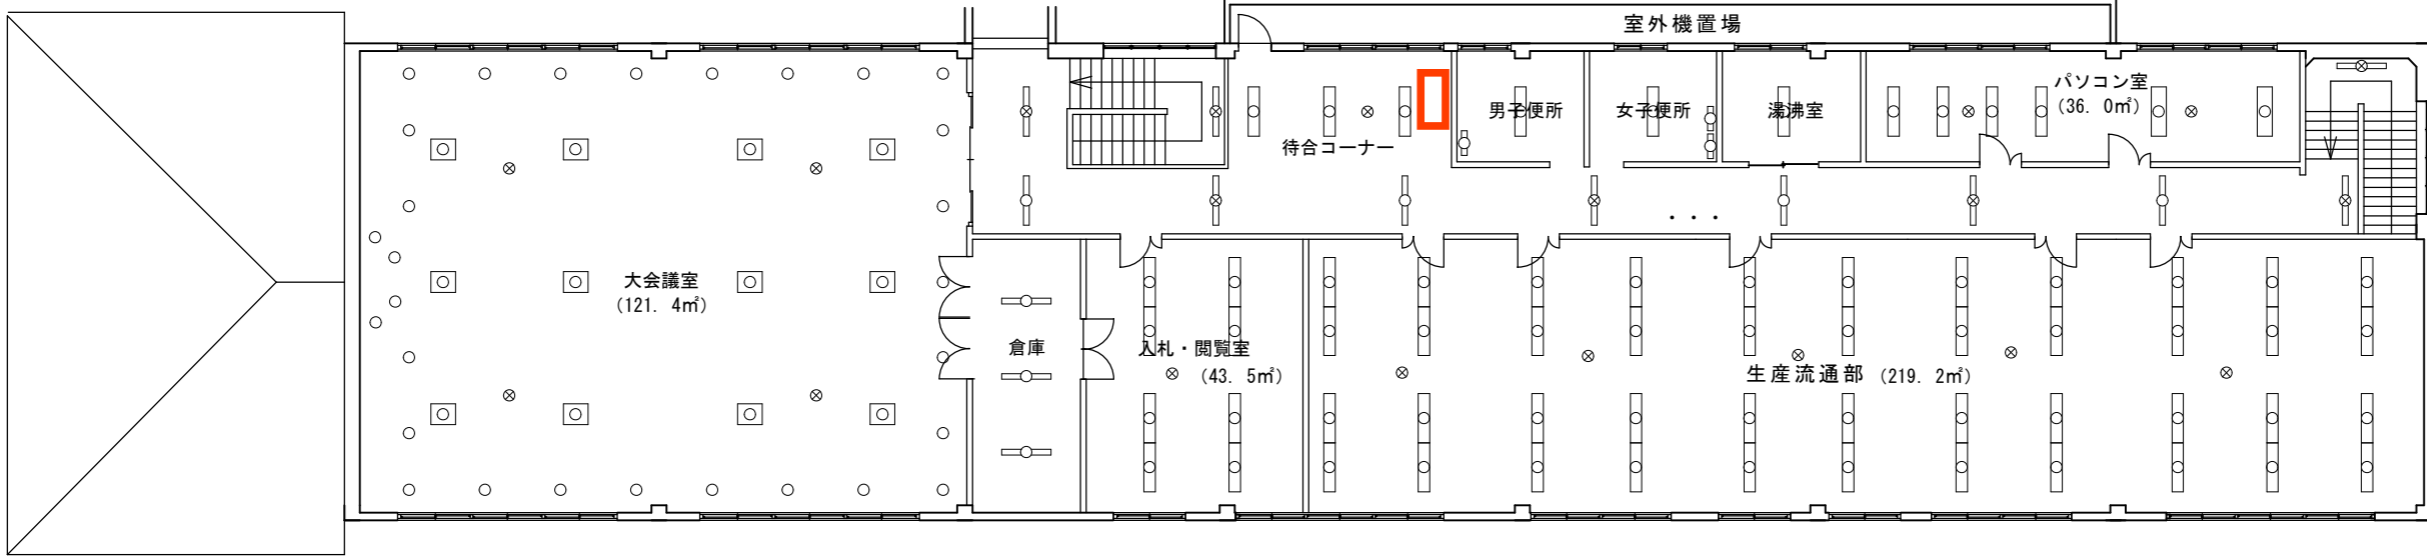 室外機置場
パソコン室
(36. 0㎡)
男子便所
女子便所
湯沸室
待合コーナー
・・・
大会議室
(121. 4㎡)
倉庫
入札・閲覧室
(43. 5㎡)
生産流通部 (219. 2㎡)